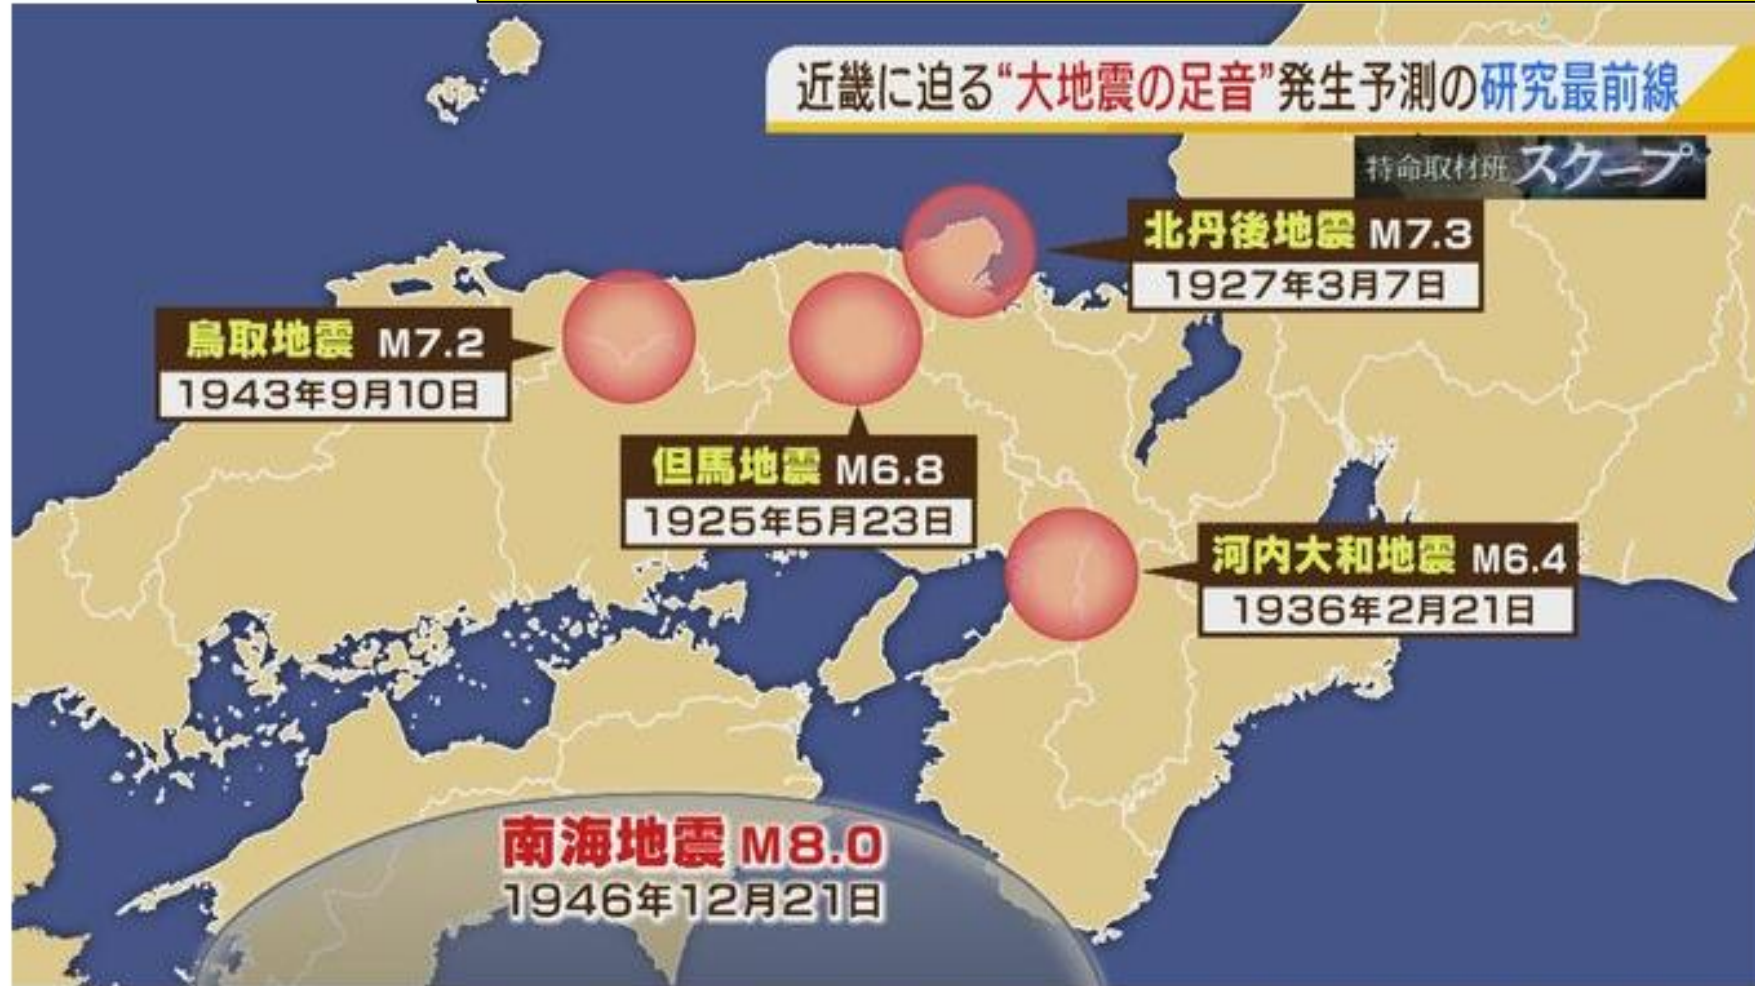 近畿に迫る“大地震の足音”発生予測の研究最前線
特命取材班 スクープ
北丹後地震 M7.3
1927年3月7日
鳥取地震 M7.2
1943年9月10日
但馬地震 M6.8
1925年5月23日
河内大和地震 M6.4
1936年2月21日
南海地震 M8.0
1946年12月21日